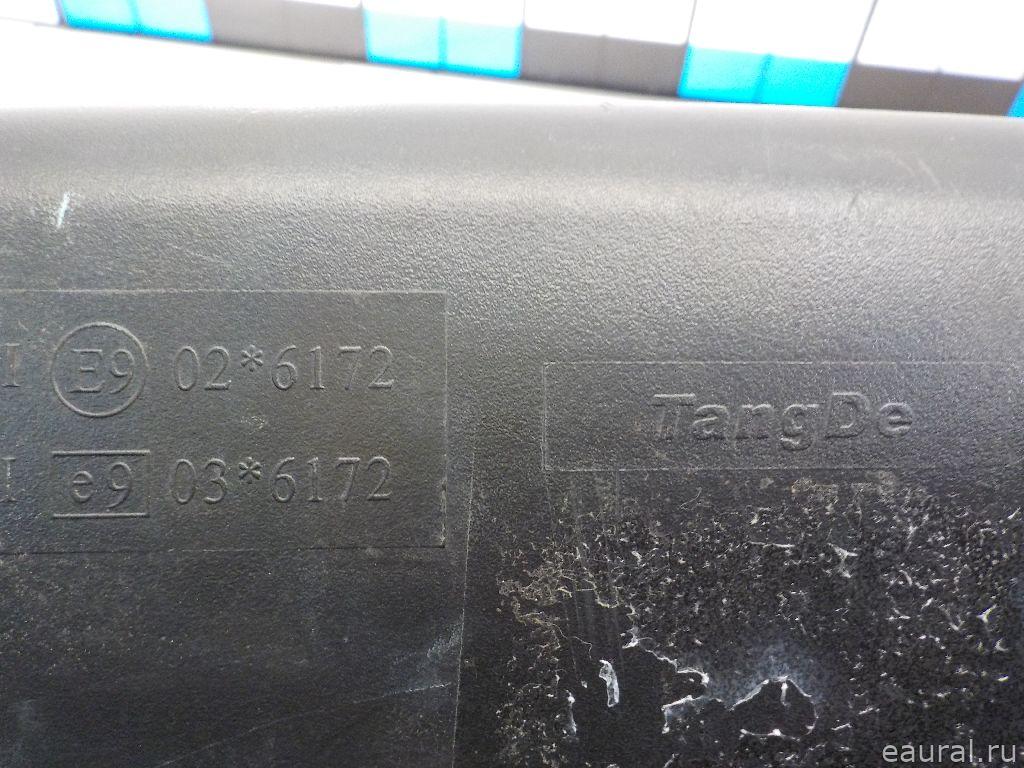 I E9 02*6172
I e9 03*6172
TangDe
eaural.ru